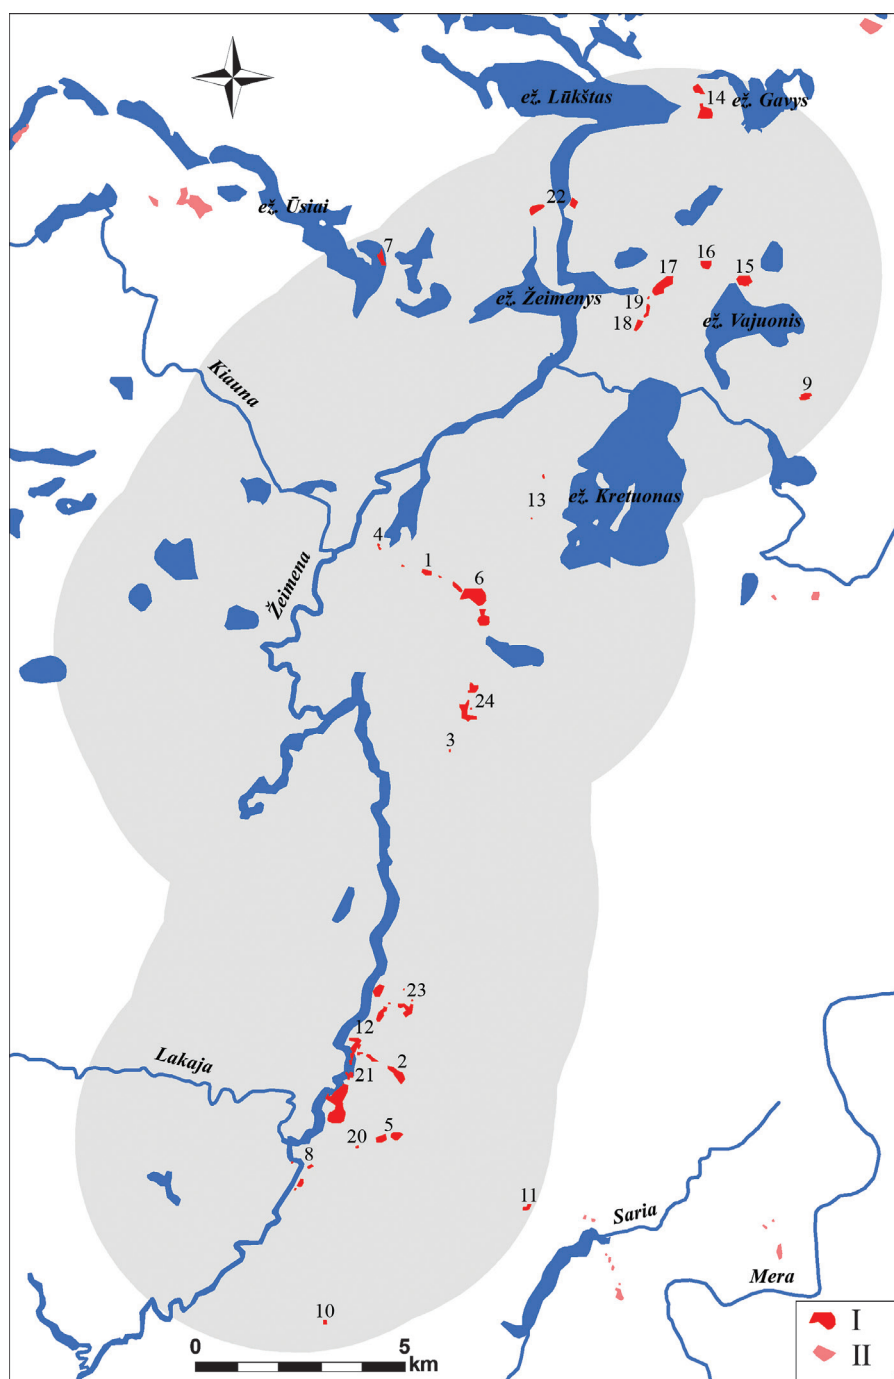 ež. Lūkštas
14
ež. Gavys
22
ež. Ūsiai
7
16
17
15
ež. Žeimenys
19
18
ež. Vajuonis
Kiauna
9
ež. Kretuonas
13
4
1
6
Žeimena
24
3
23
12
Lakaja
2
21
20
5
8
11
Saria
Mera
10
0
5
km
I
II